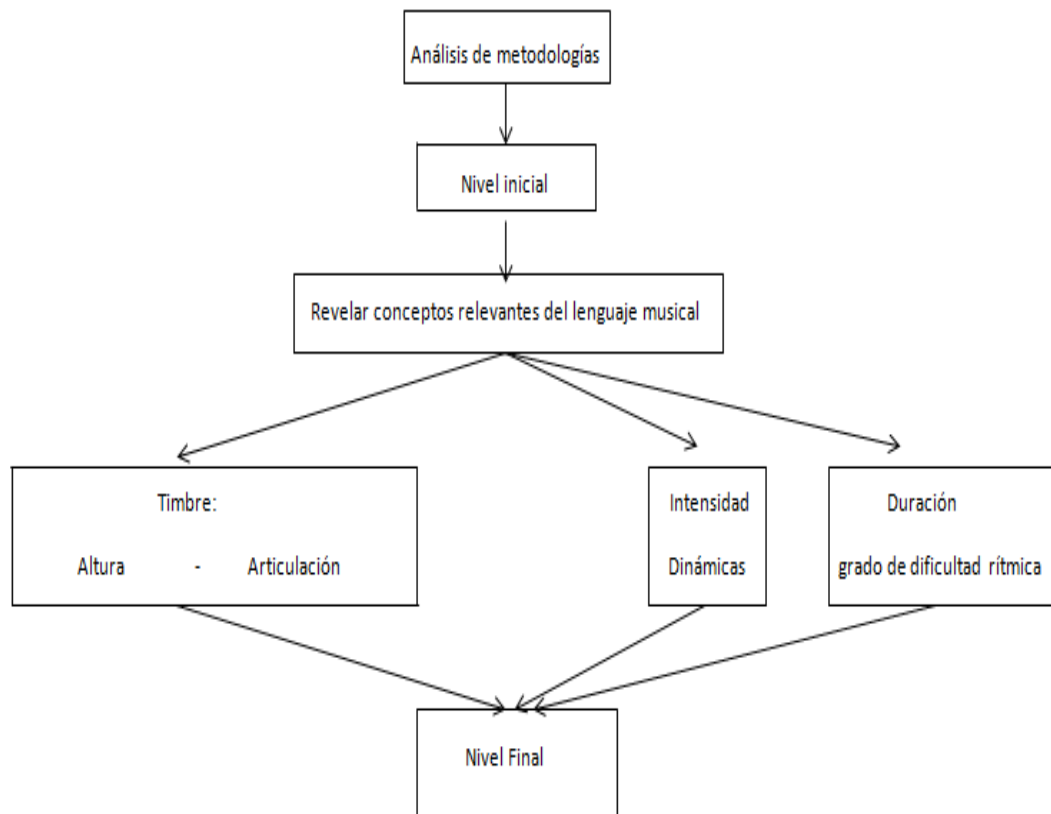 Análisis de metodologías
Nivel inicial
Revelar conceptos relevantes del lenguaje musical
Timbre:
Altura - Articulación
Intensidad
Dinámicas
Duración
grado de dificultad rítmica
Nivel Final